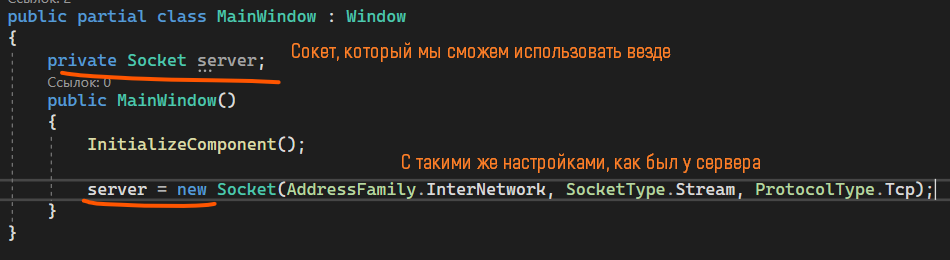 Ссылок: 2
public partial class MainWindow : Window
{
private Socket server; Сокет, который мы сможем использовать везде
Ссылок: 0
public MainWindow()
{
InitializeComponent();
С такими же настройками, как был у сервера
server = new Socket(AddressFamily.InterNetwork, SocketType.Stream, ProtocolType.Tcp);
}
}